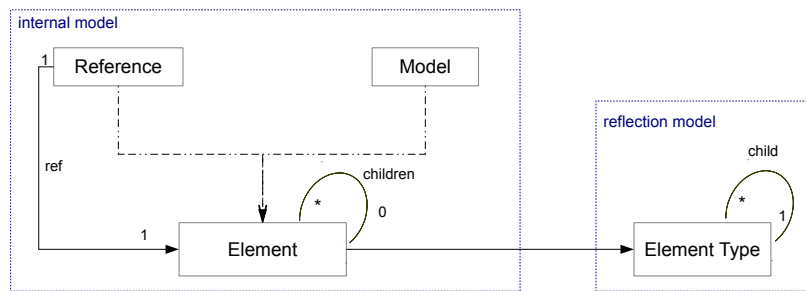 internal model
1
Reference
Model
reflection model
ref
children
child
*
0
*
1
1
Element
Element Type